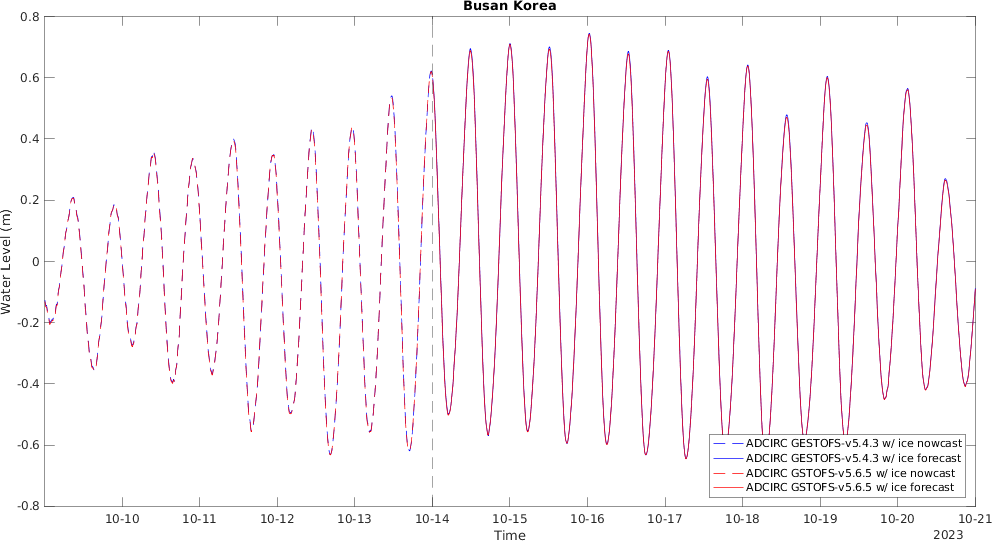 Busan Korea
0.8
0.6
0.4
0.2
0
-0.2
-0.4
-0.6
-0.8
Water Level (m)
ADCIRC GESTOFS-v5.4.3 w/ ice nowcast
ADCIRC GESTOFS-v5.4.3 w/ ice forecast
ADCIRC GSTOFS-v5.6.5 w/ ice nowcast
ADCIRC GSTOFS-v5.6.5 w/ ice forecast
10-10 10-11 10-12 10-13 10-14 10-15 10-16 10-17 10-18 10-19 10-20 10-21
Time
2023